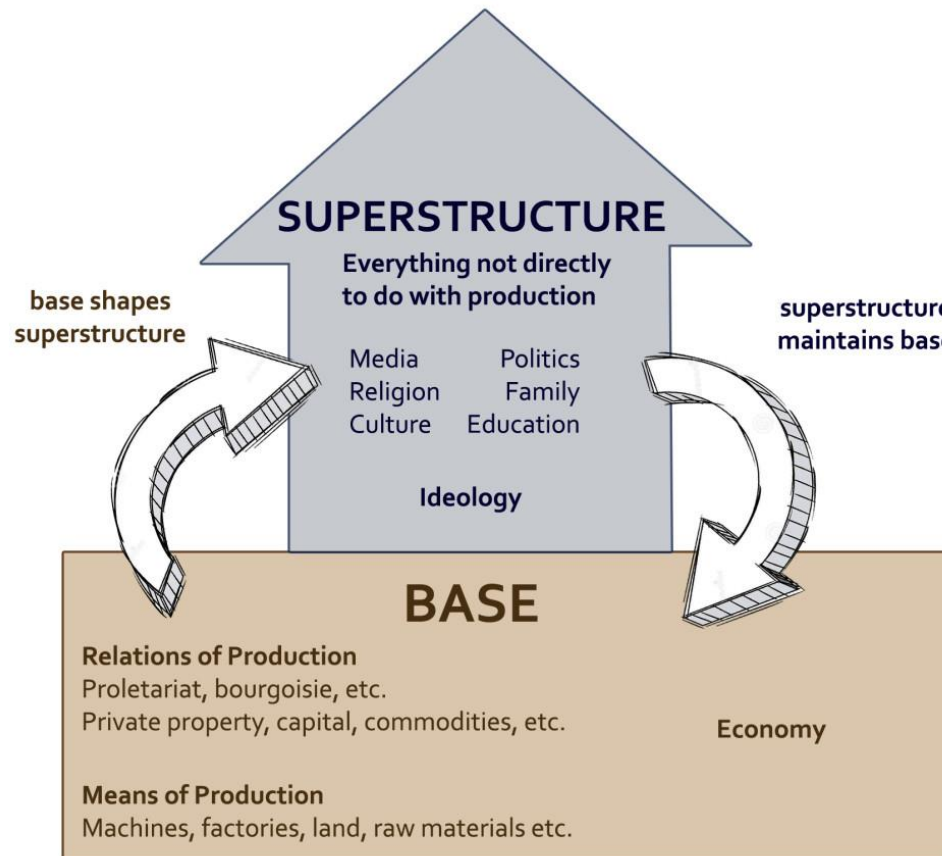 SUPERSTRUCTURE
Everything not directly
to do with production
base shapes
superstructure
superstructure
maintains base
Media Politics
Religion Family
Culture Education
Ideology
BASE
Relations of Production
Proletariat, bourgoisie, etc.
Private property, capital, commodities, etc.
Economy
Means of Production
Machines, factories, land, raw materials etc.